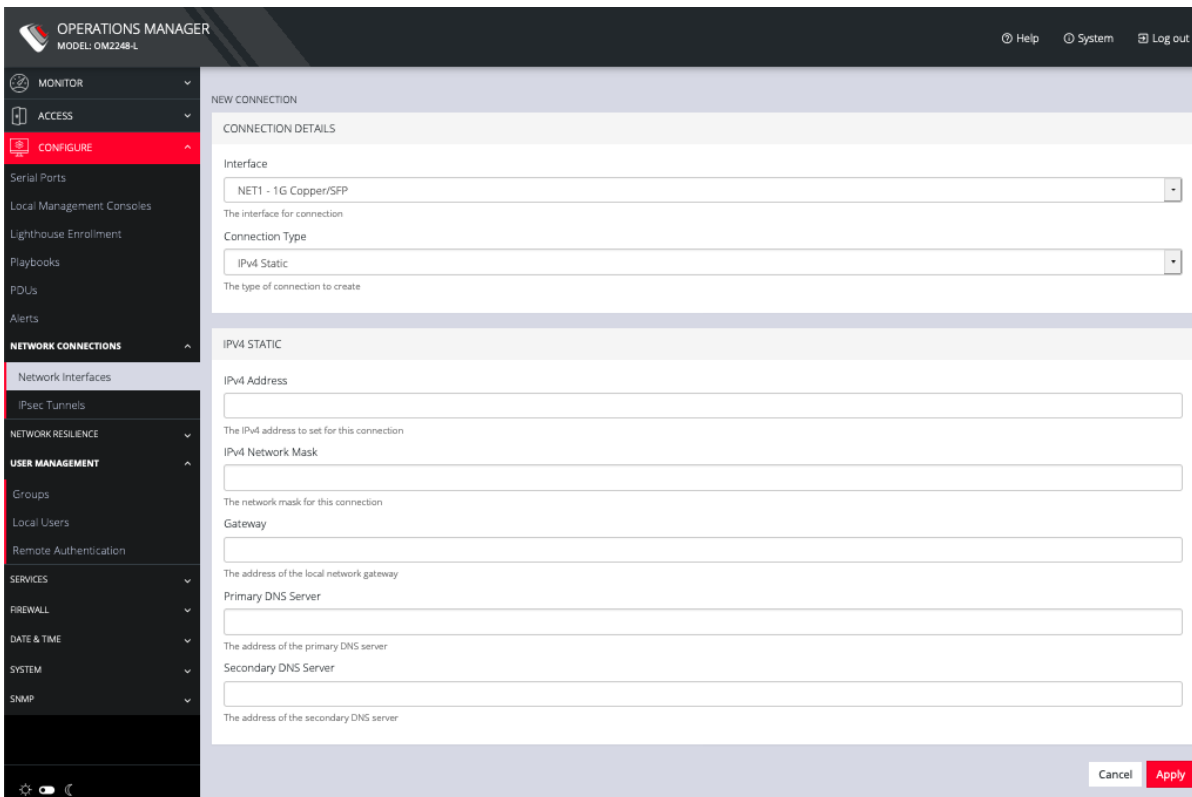 OPERATIONS MANAGER
MODEL: OM2248-L
Help
System
Log out
MONITOR
ACCESS
CONFIGURE
Serial Ports
Local Management Consoles
Lighthouse Enrollment
Playbooks
PDUs
Alerts
NETWORK CONNECTIONS
Network Interfaces
IPsec Tunnels
NETWORK RESILIENCE
USER MANAGEMENT
Groups
Local Users
Remote Authentication
SERVICES
FIREWALL
DATE & TIME
SYSTEM
SNMP
NEW CONNECTION
CONNECTION DETAILS
Interface
NET1 - 1G Copper/SFP
The interface for connection
Connection Type
IPv4 Static
The type of connection to create
IPV4 STATIC
IPv4 Address
The IPv4 address to set for this connection
IPv4 Network Mask
The network mask for this connection
Gateway
The address of the local network gateway
Primary DNS Server
The address of the primary DNS server
Secondary DNS Server
The address of the secondary DNS server
Cancel
Apply